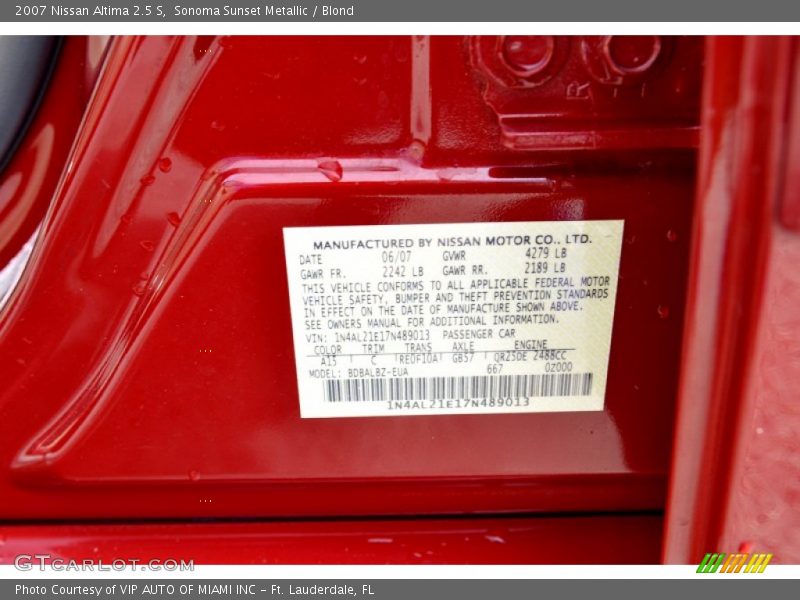 2007 Nissan Altima 2.5 S, Sonoma Sunset Metallic / Blond
R
MANUFACTURED BY NISSAN MOTOR CO., LTD.
DATE 06/07 GVWR 4279 LB
GAWR FR. 2242 LB GAWR RR. 2189 LB
THIS VEHICLE CONFORMS TO ALL APPLICABLE FEDERAL MOTOR
VEHICLE SAFETY, BUMPER AND THEFT PREVENTION STANDARDS
IN EFFECT ON THE DATE OF MANUFACTURE SHOWN ABOVE.
SEE OWNERS MANUAL FOR ADDITIONAL INFORMATION.
VIN: 1N4AL21E17N489013 PASSENGER CAR
COLOR TRIM TRANS AXLE ENGINE
A15 C RE0F10A GB57 QR25DE 2488CC
MODEL: BDBALBZ-EUA 667 0Z000
1N4AL21E17N489013
GTCarLot.com
Photo Courtesy of VIP AUTO OF MIAMI INC – Ft. Lauderdale, FL